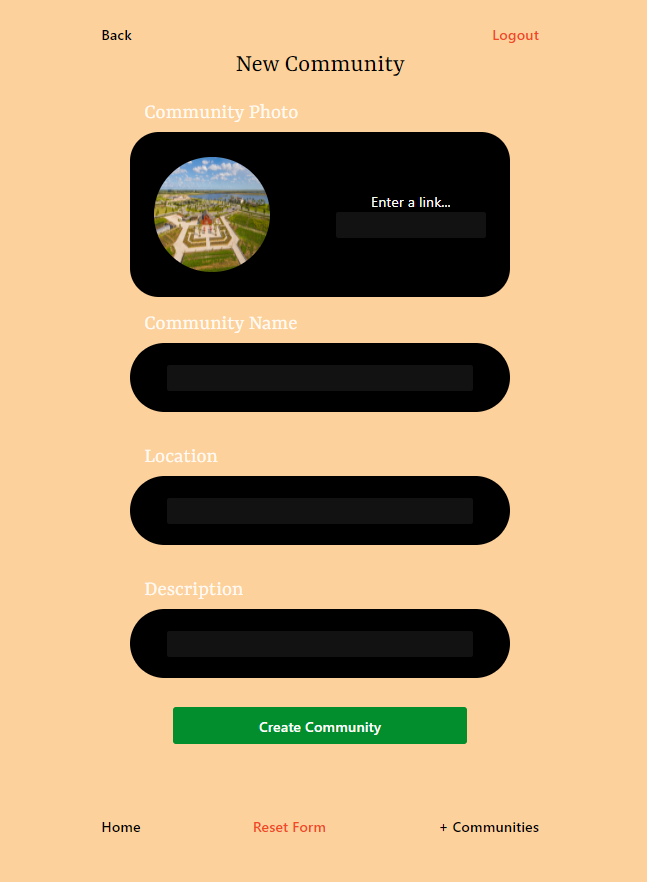 Back
Logout
New Community
Community Photo
Enter a link...
Community Name
Location
Description
Create Community
Home
Reset Form
+ Communities